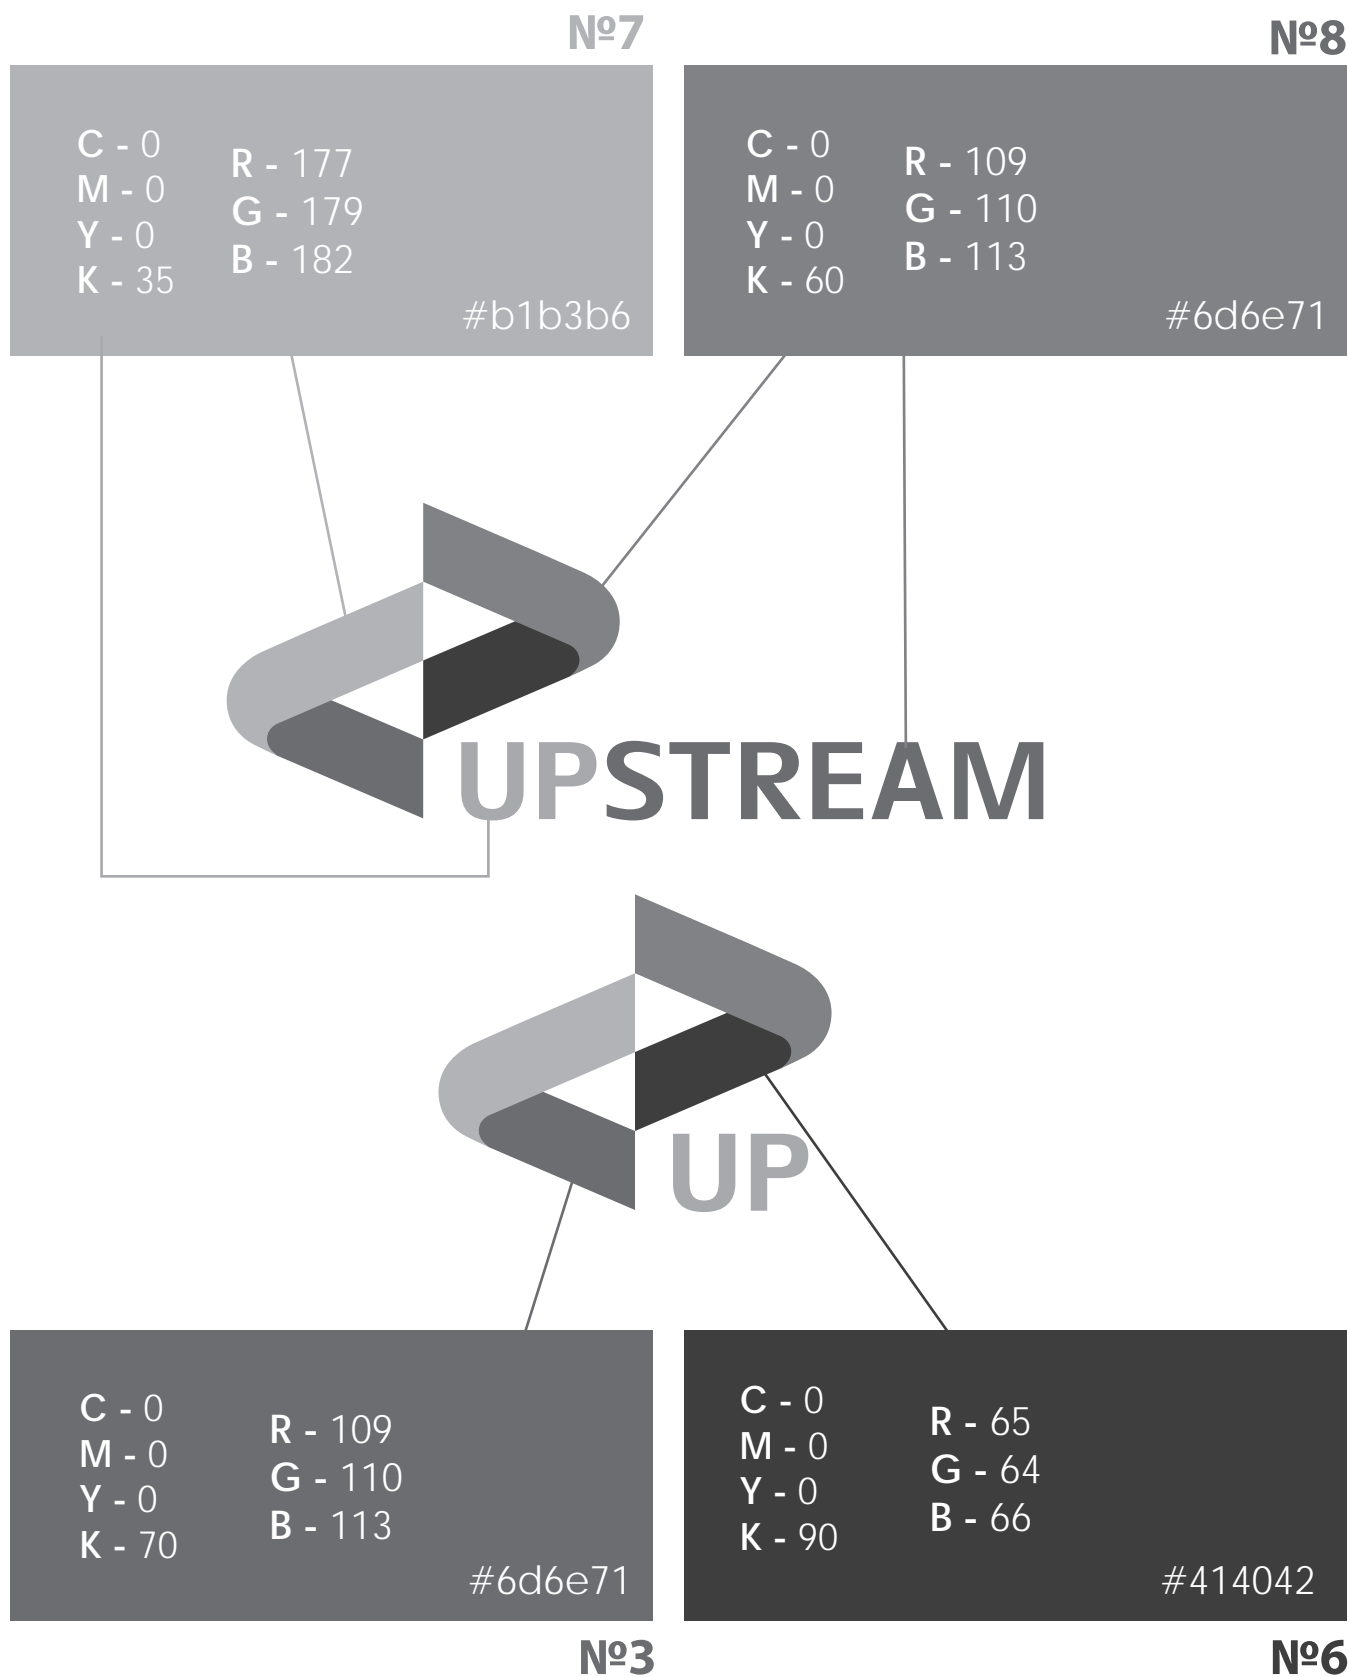 №7
№8
C - 0
M - 0
Y - 0
K - 35
R - 177
G - 179
B - 182
#b1b3b6
C - 0
M - 0
Y - 0
K - 60
R - 109
G - 110
B - 113
#6d6e71
UPSTREAM
UP
C - 0
M - 0
Y - 0
K - 70
R - 109
G - 110
B - 113
#6d6e71
C - 0
M - 0
Y - 0
K - 90
R - 65
G - 64
B - 66
#414042
№3
№6